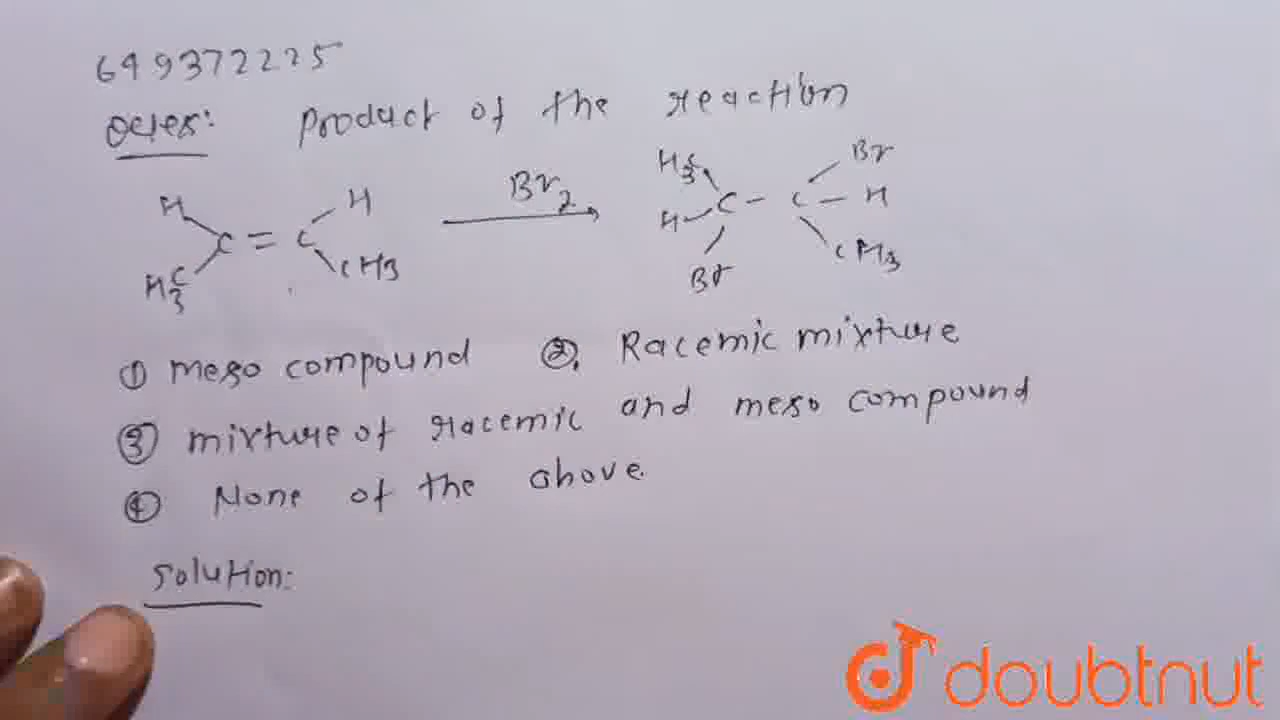 649372225
Ques: Product of the reaction
H H
C = C
H3C CH3
Br2
H3C Br
C - C - H
H Br CH3
① meso compound ②. Racemic mixture
③ mixture of racemic and meso compound
④ None of the above.
Solution:
doubtnut